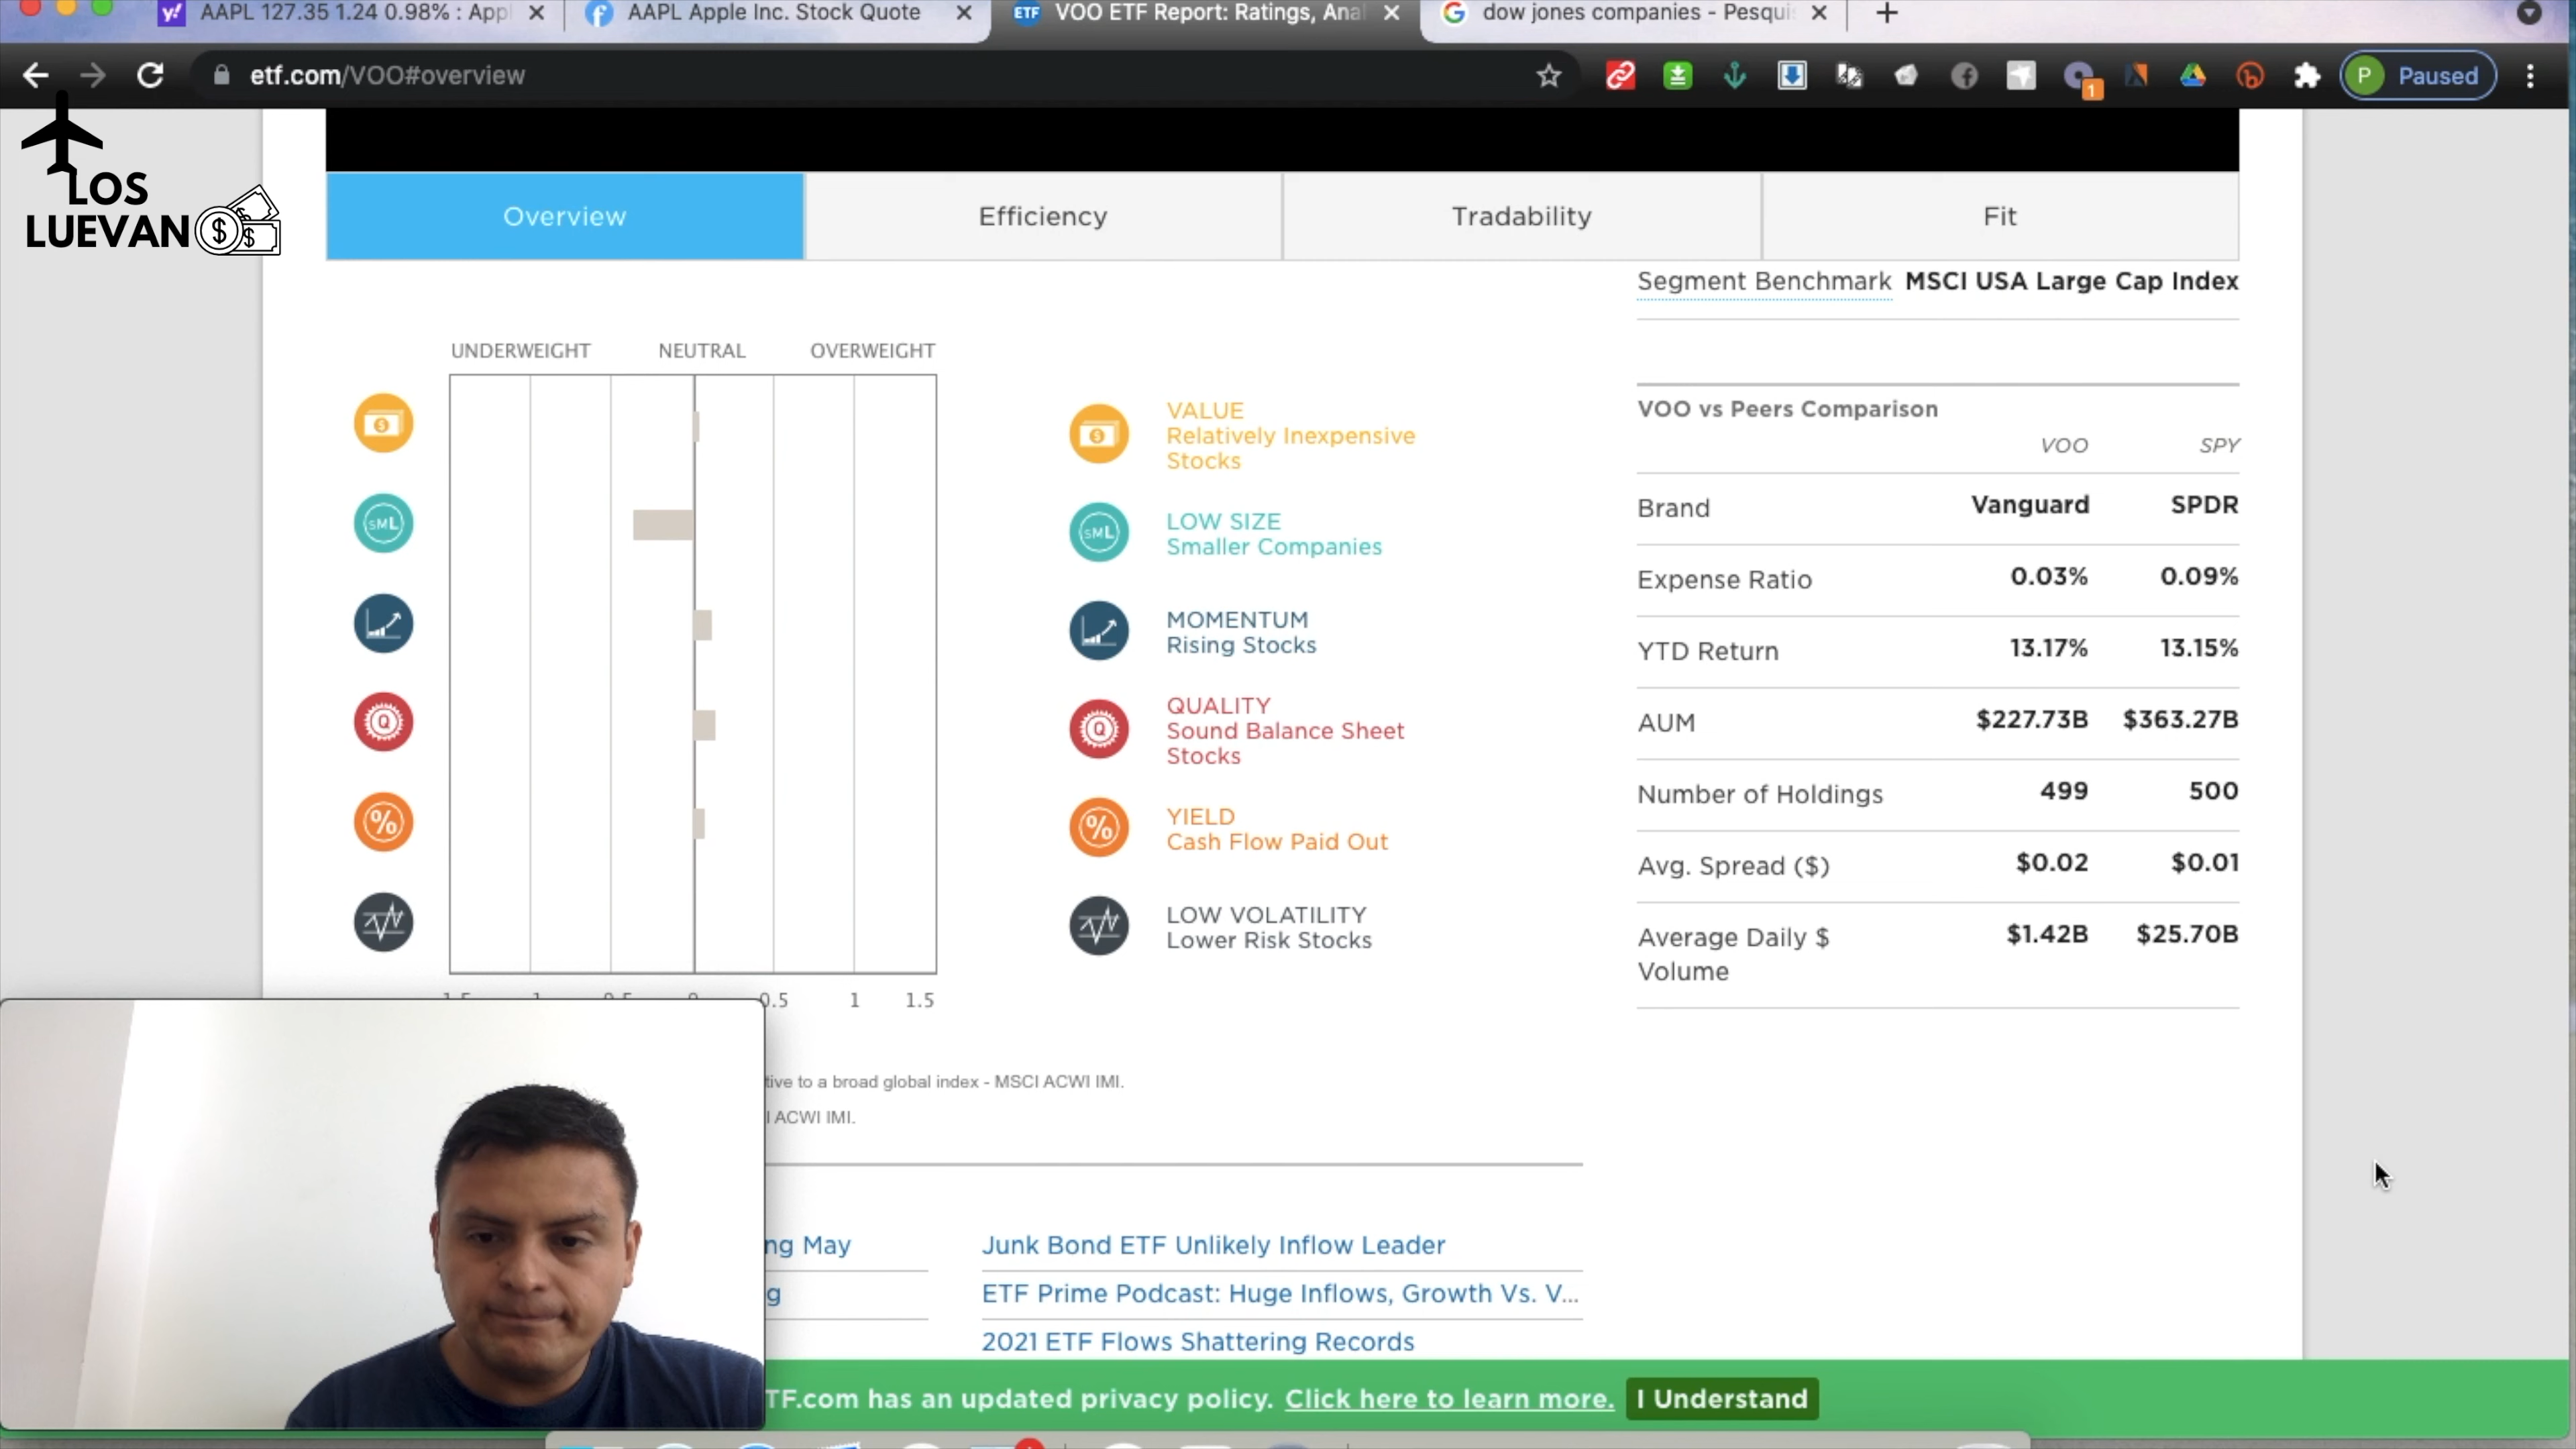 AAPL 127.35 1.24 0.98% : Appl
AAPL Apple Inc. Stock Quote
ETF
VOO ETF Report: Ratings, Ana
dow jones companies - Pesqui
etf.com/VOO#overview
1
P
Paused
LOS
LUEVAN
Overview
Efficiency
Tradability
Fit
Segment Benchmark MSCI USA Large Cap Index
UNDERWEIGHT NEUTRAL OVERWEIGHT
VALUE
Relatively Inexpensive
Stocks
LOW SIZE
Smaller Companies
MOMENTUM
Rising Stocks
QUALITY
Sound Balance Sheet
Stocks
YIELD
Cash Flow Paid Out
LOW VOLATILITY
Lower Risk Stocks
0.5 1 1.5
VOO vs Peers Comparison
VOO SPY
Brand Vanguard SPDR
Expense Ratio 0.03% 0.09%
YTD Return 13.17% 13.15%
AUM $227.73B $363.27B
Number of Holdings 499 500
Avg. Spread ($) $0.02 $0.01
Average Daily $ $1.42B $25.70B
Volume
tive to a broad global index - MSCI ACWI IMI.
I ACWI IMI.
ng May
g
Junk Bond ETF Unlikely Inflow Leader
ETF Prime Podcast: Huge Inflows, Growth Vs. V...
2021 ETF Flows Shattering Records
TF.com has an updated privacy policy. Click here to learn more. I Understand